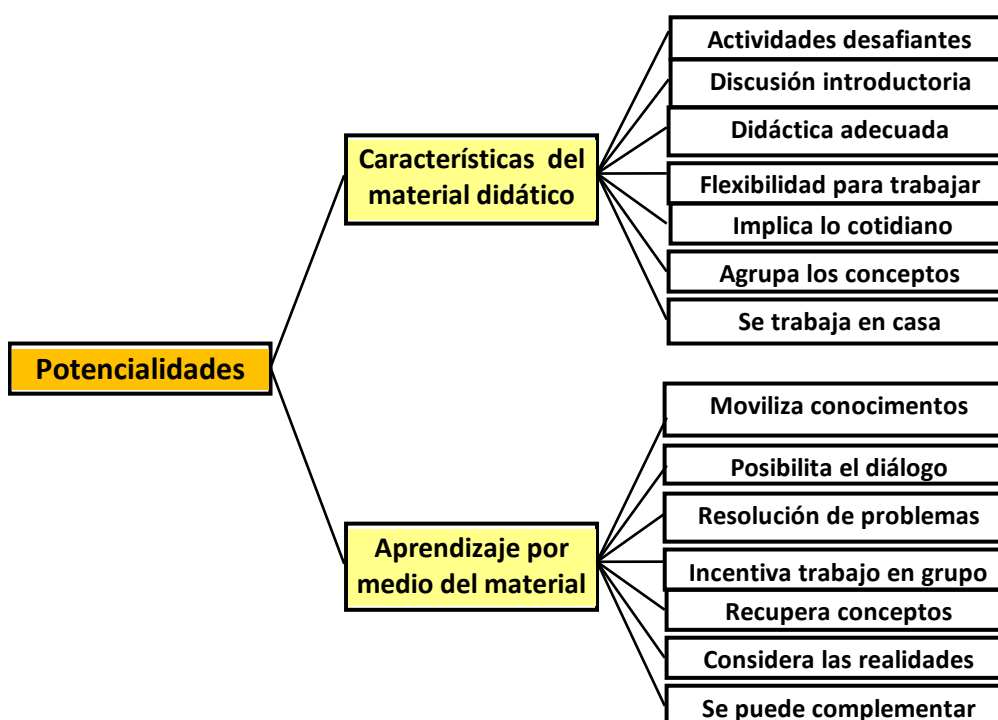 Potencialidades
Características del
material didático
Actividades desafiantes
Discusión introductoria
Didáctica adecuada
Flexibilidad para trabajar
Implica lo cotidiano
Agrupa los conceptos
Se trabaja en casa
Aprendizaje por
medio del material
Moviliza conocimentos
Posibilita el diálogo
Resolución de problemas
Incentiva trabajo en grupo
Recupera conceptos
Considera las realidades
Se puede complementar